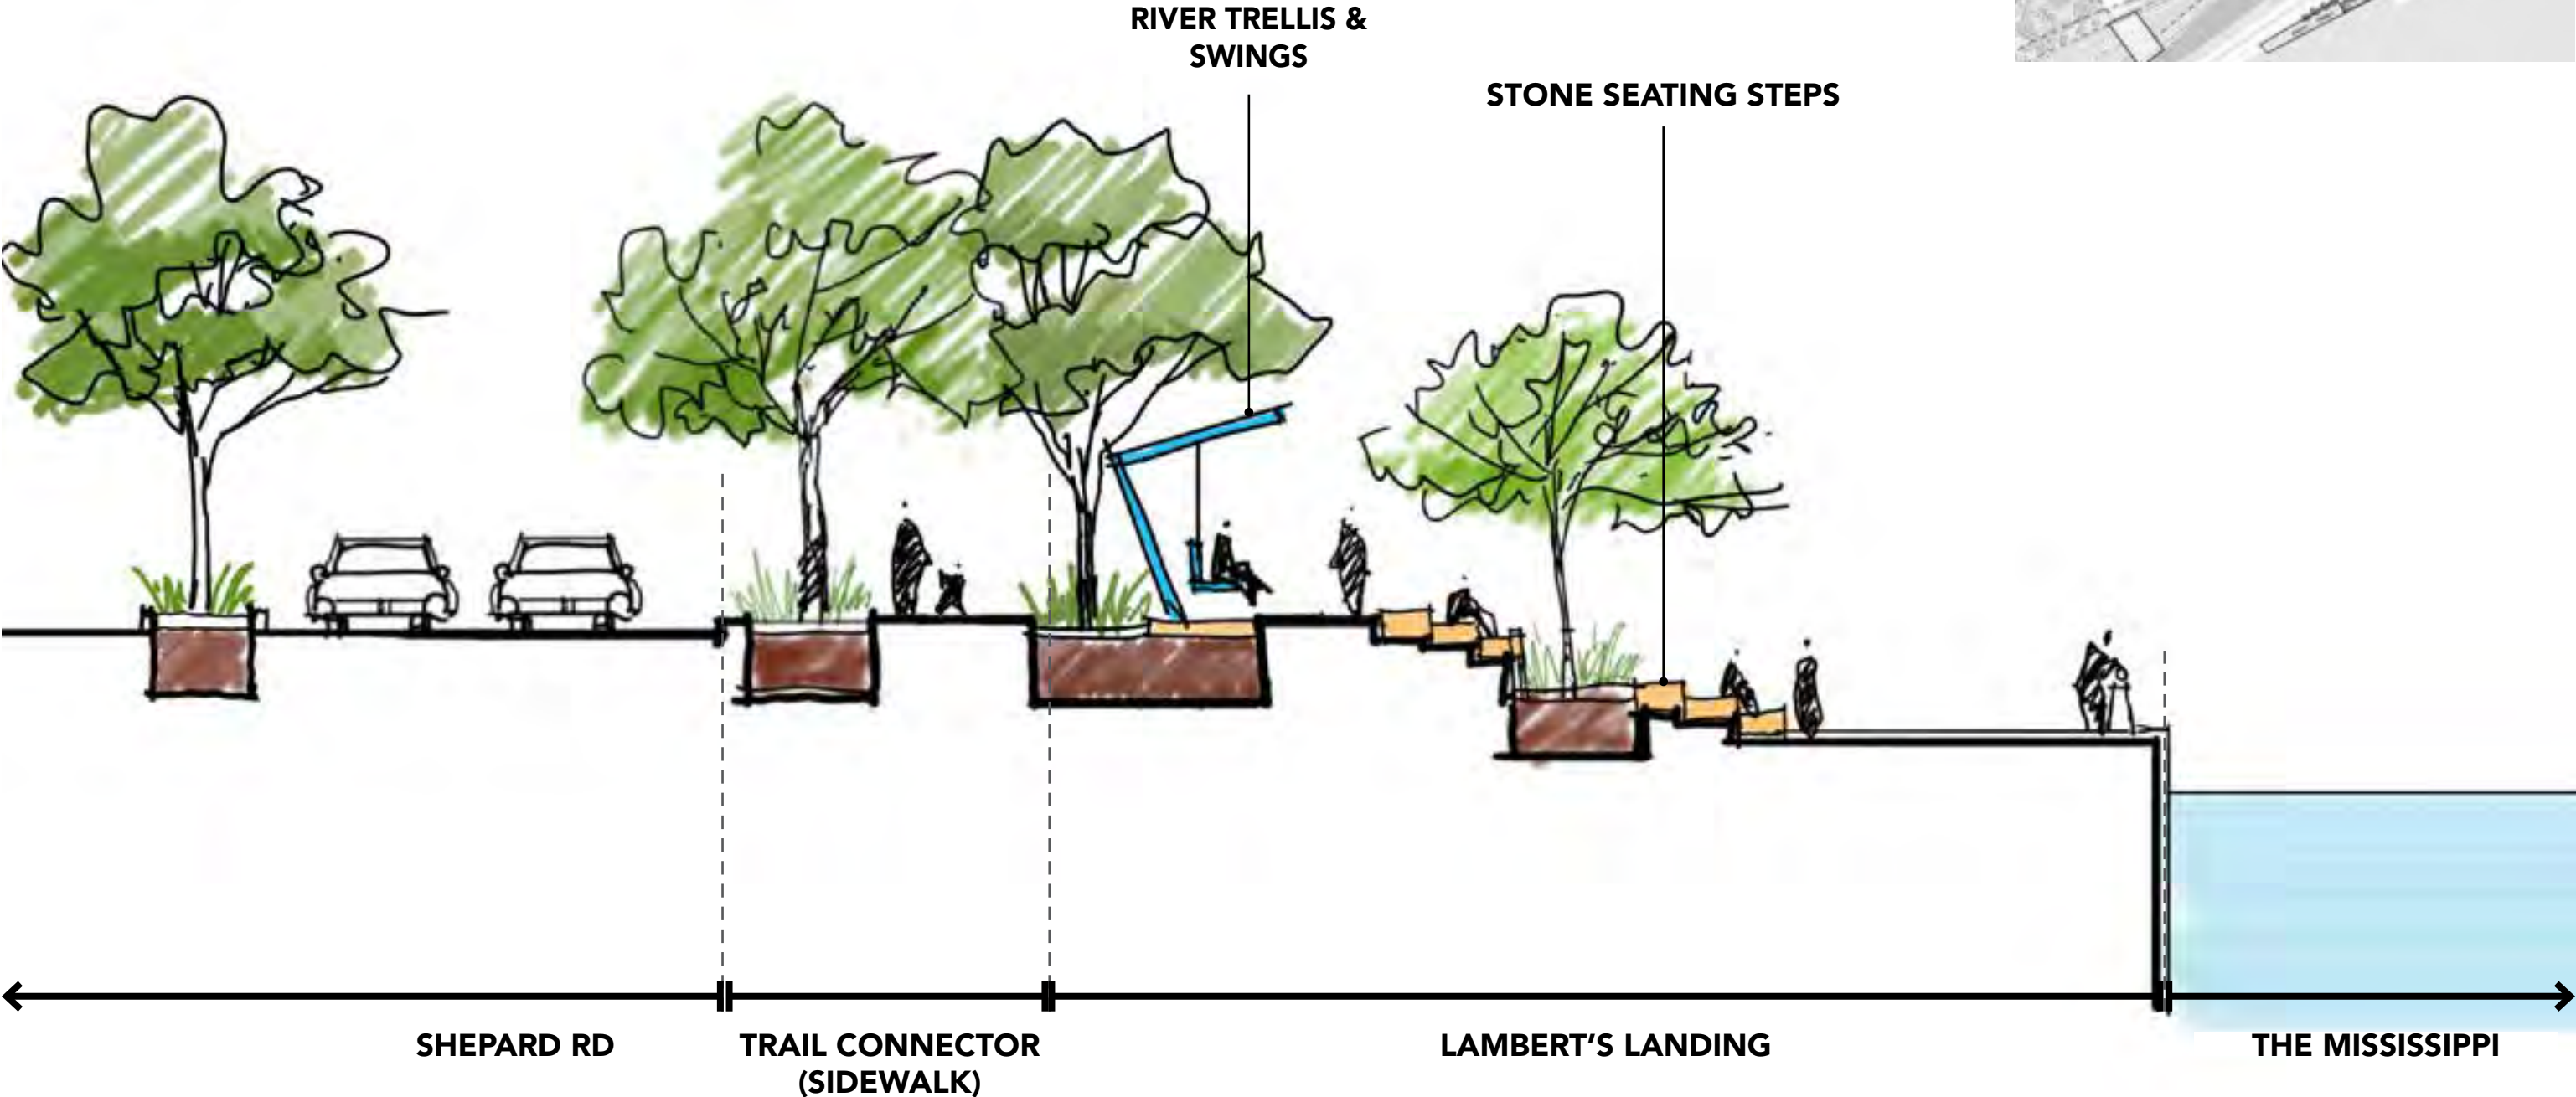 RIVER TRELLIS &
SWINGS
STONE SEATING STEPS
SHEPARD RD
TRAIL CONNECTOR
(SIDEWALK)
LAMBERT’S LANDING
THE MISSISSIPPI